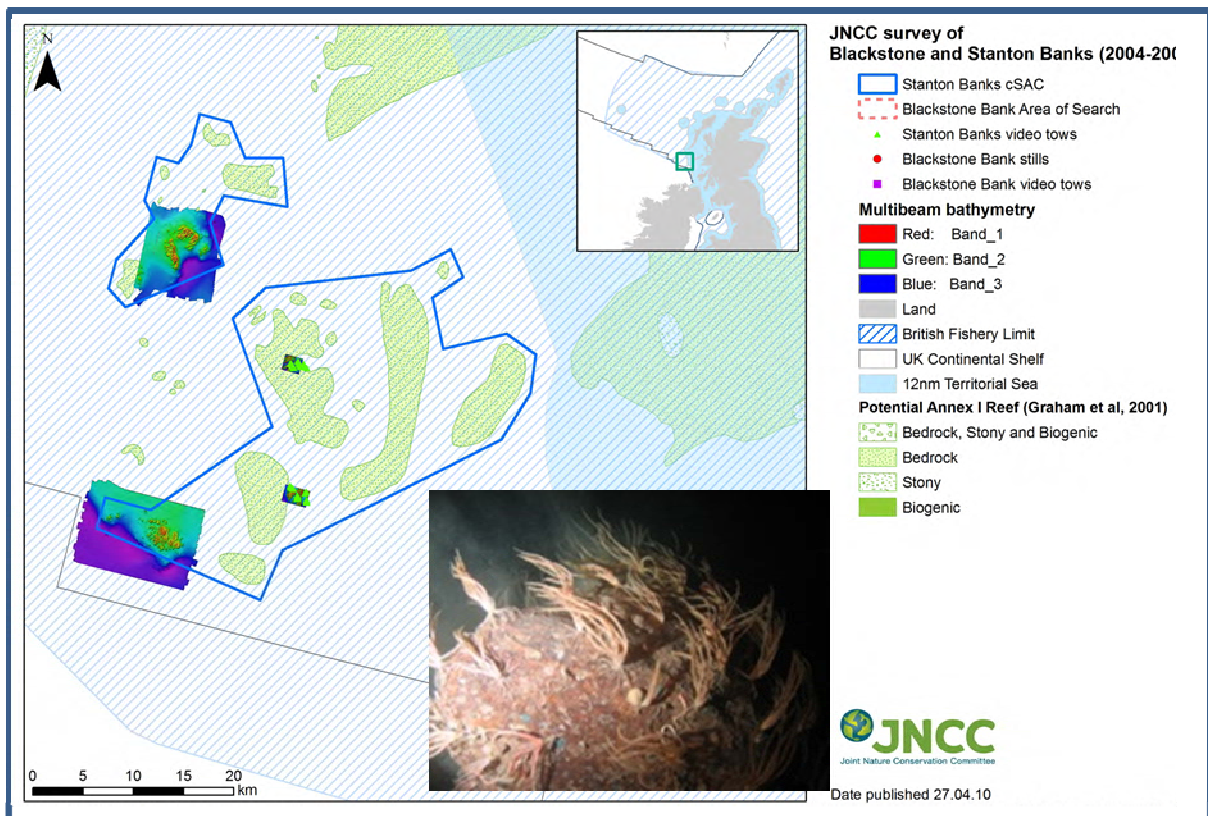 JNCC survey of
Blackstone and Stanton Banks (2004-200
Stanton Banks cSAC
Blackstone Bank Area of Search
Stanton Banks video tows
Blackstone Bank stills
Blackstone Bank video tows
Multibeam bathymetry
Red: Band_1
Green: Band_2
Blue: Band_3
Land
British Fishery Limit
UK Continental Shelf
12nm Territorial Sea
Potential Annex I Reef (Graham et al, 2001)
Bedrock, Stony and Biogenic
Bedrock
Stony
Biogenic
N
0 5 10 15 20
km
JNCC
Joint Nature Conservation Committee
Date published 27.04.10